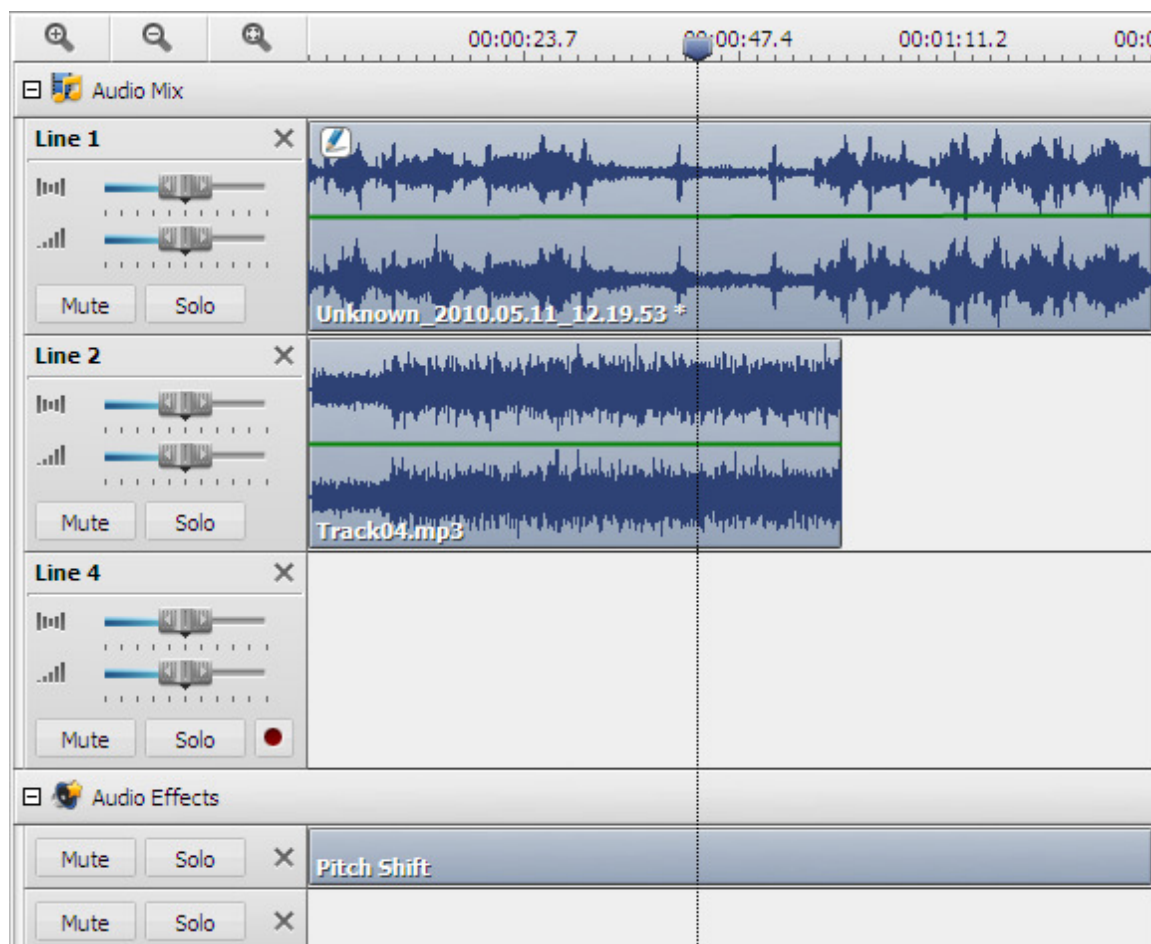 00:00:23.7 00:00:47.4 00:01:11.2
Audio Mix
Line 1
Mute Solo
Unknown_2010.05.11_12.19.53 *
Line 2
Mute Solo
Track04.mp3
Line 4
Mute Solo
Audio Effects
Mute Solo
Pitch Shift
Mute Solo